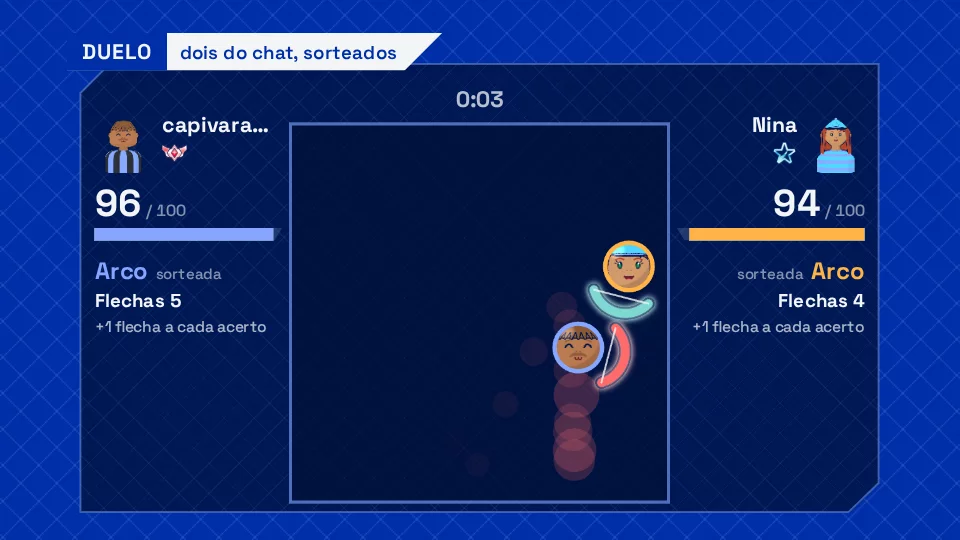 DUELO dois do chat, sorteados
0:03
capivara...
96 / 100
Arco sorteada
Flechas 5
+1 flecha a cada acerto
Nina
94 / 100
sorteada Arco
Flechas 4
+1 flecha a cada acerto